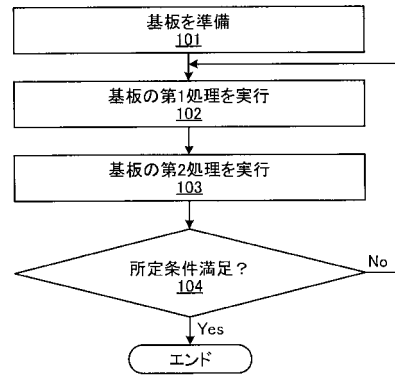 基板を準備
101
基板の第1処理を実行
102
基板の第2処理を実行
103
所定条件満足？
104
No
Yes
エンド